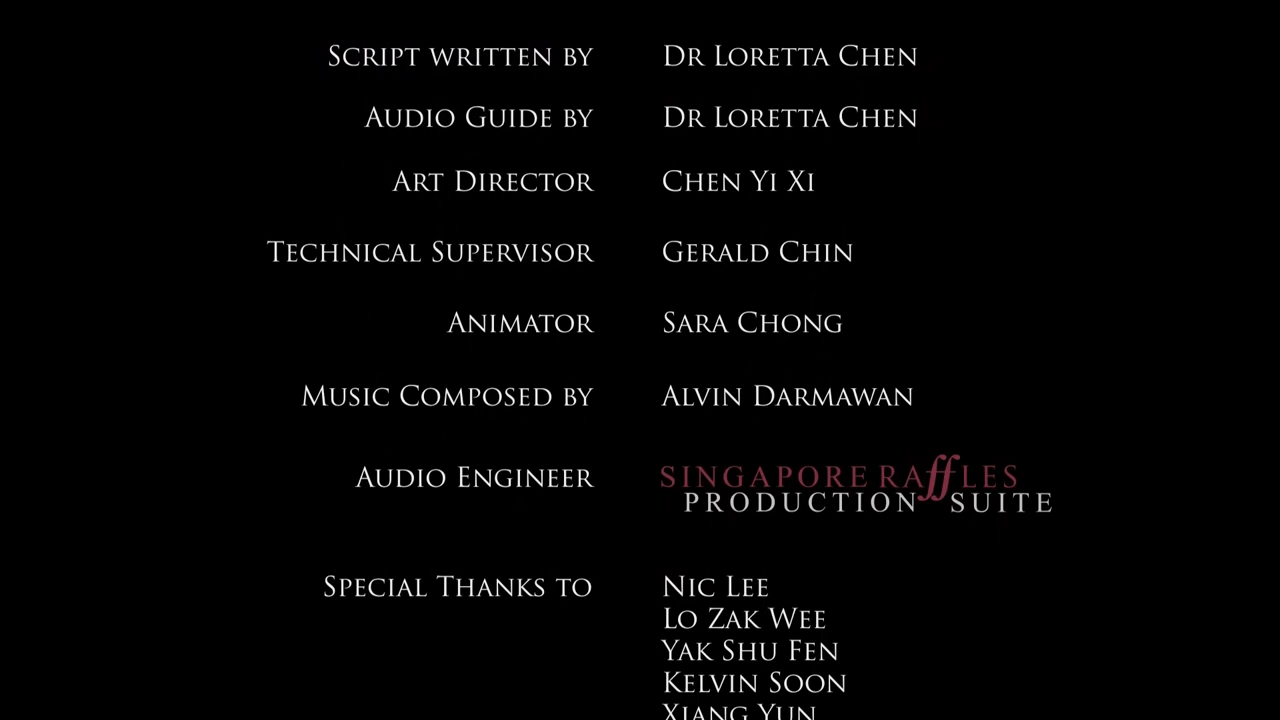 Script written by Dr Loretta Chen
Audio Guide by Dr Loretta Chen
Art Director Chen Yi Xi
Technical Supervisor Gerald Chin
Animator Sara Chong
Music Composed by Alvin Darmawan
Audio Engineer SINGAPORE RAffLES
PRODUCTION SUITE
Special Thanks to Nic Lee
Lo Zak Wee
Yak Shu Fen
Kelvin Soon
Xiang Yun